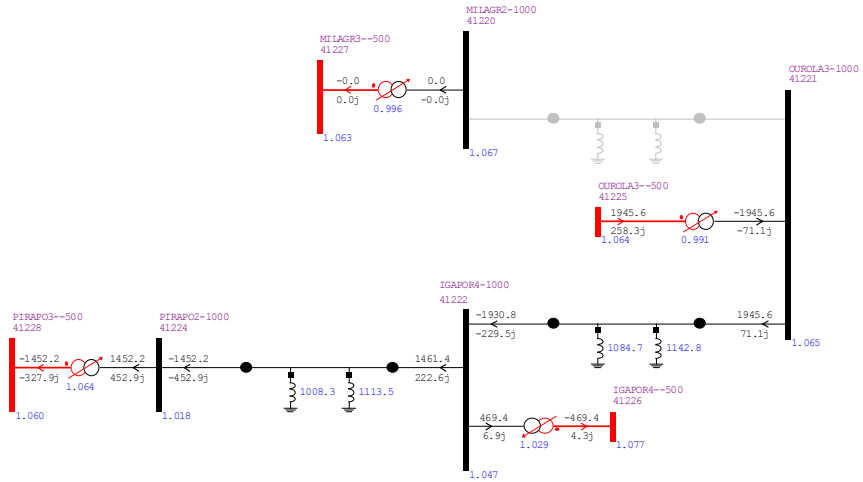 MILAGR2-1000
41220
MILAGR3--500
41227
-0.0
0.0j
0.996
0.0
-0.0j
1.063
1.067
OUROLA3-1000
41221
OUROLA3--500
41225
1945.6
258.3j
-1945.6
-71.1j
1.064
0.991
IGAPOR4-1000
41222
-1930.8
-229.5j
1084.7
1142.8
1945.6
71.1j
1.065
PIRAPO3--500
41228
PIRAPO2-1000
41224
-1452.2
-327.9j
1.064
1452.2
452.9j
-1452.2
-452.9j
1008.3
1113.5
1461.4
222.6j
1.060
1.018
IGAPOR4--500
41226
469.4
6.9j
1.029
-469.4
4.3j
1.077
1.047